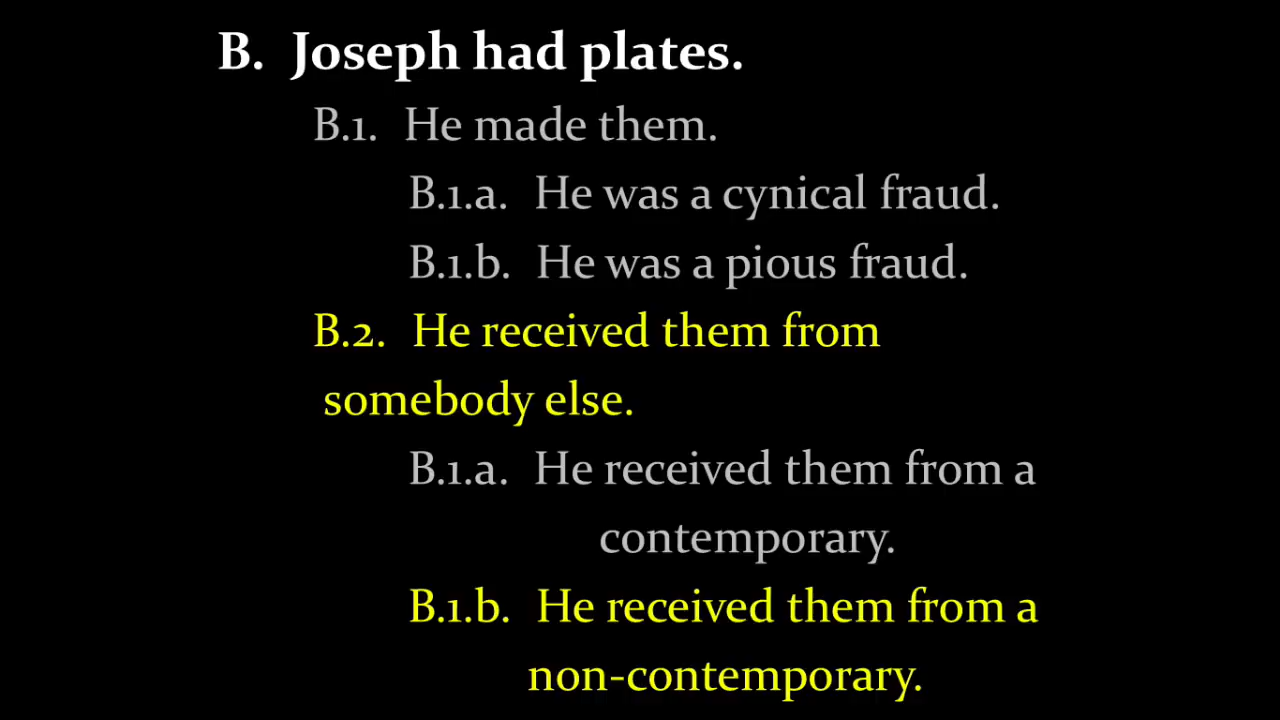 B. Joseph had plates.
B.1. He made them.
B.1.a. He was a cynical fraud.
B.1.b. He was a pious fraud.
B.2. He received them from
somebody else.
B.1.a. He received them from a
contemporary.
B.1.b. He received them from a
non-contemporary.